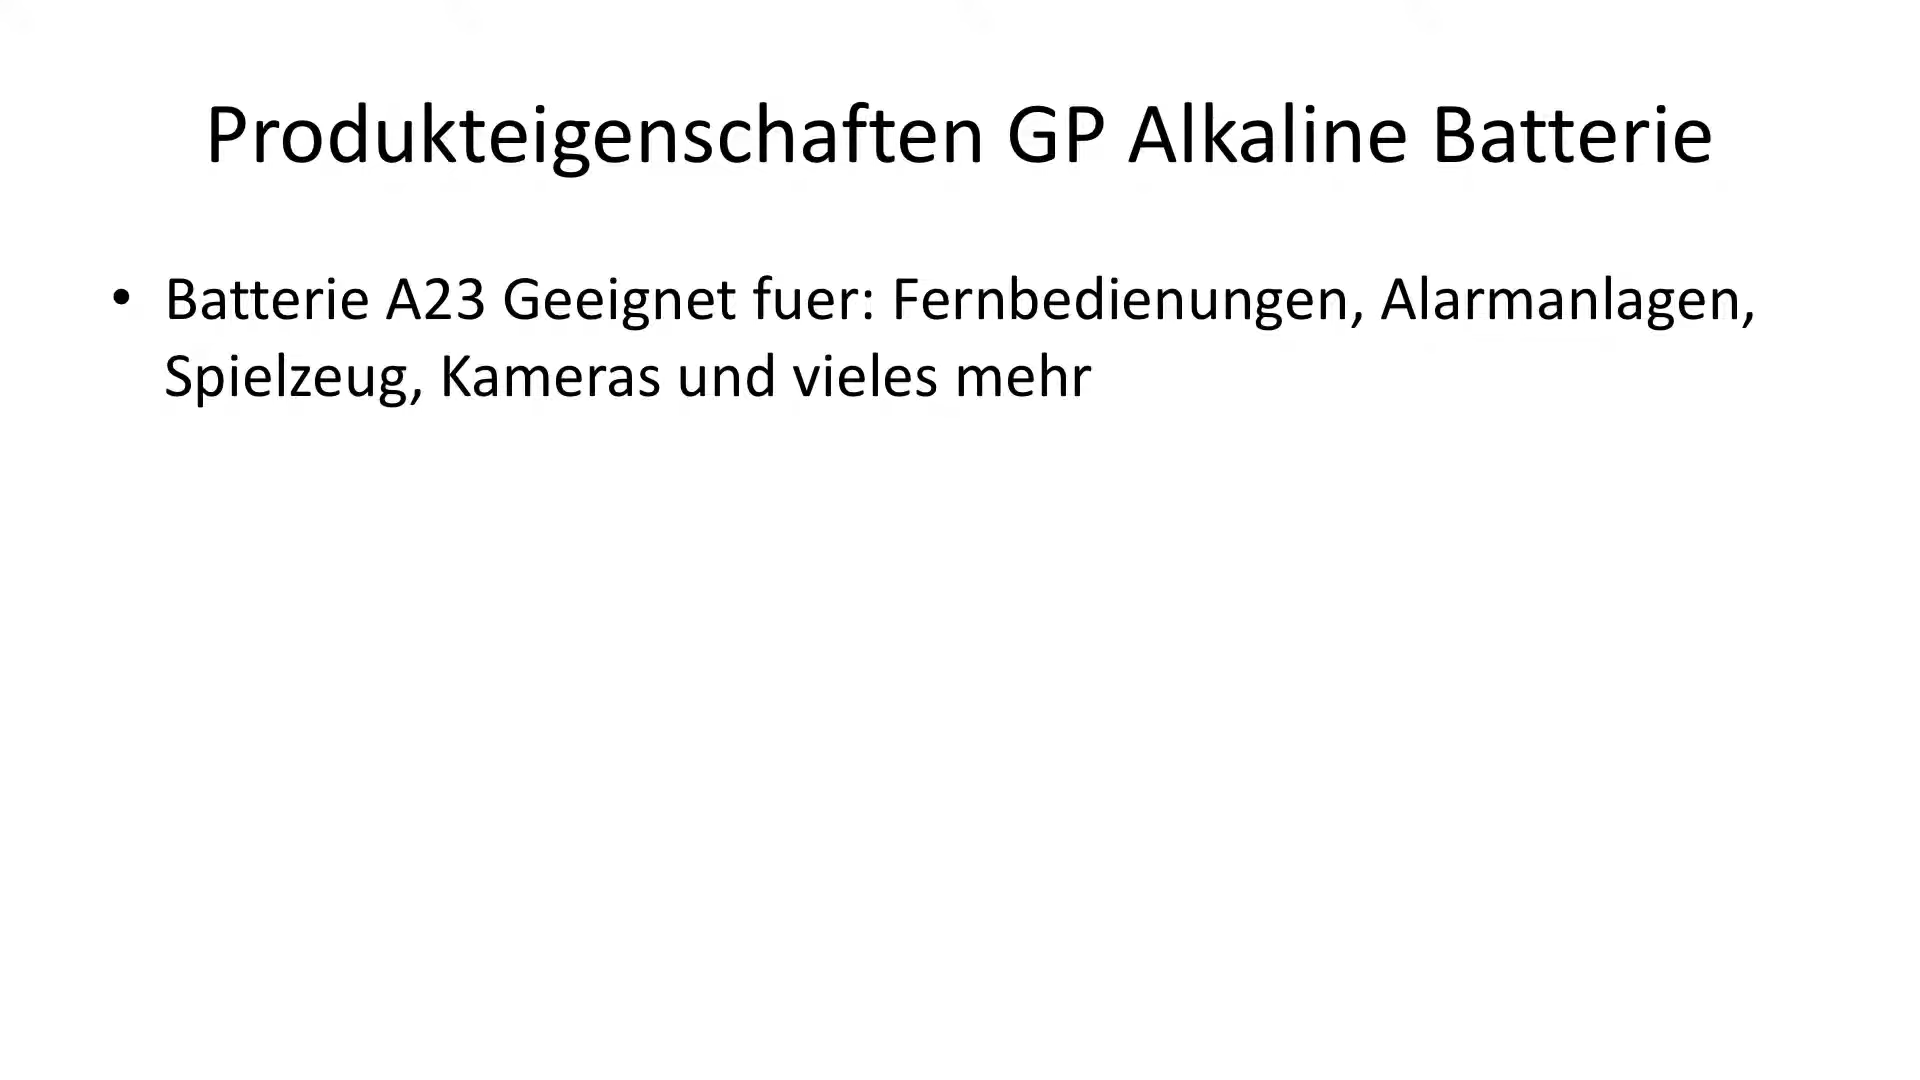 Produkteigenschaften GP Alkaline Batterie
• Batterie A23 Geeignet fuer: Fernbedienungen, Alarmanlagen,
Spielzeug, Kameras und vieles mehr